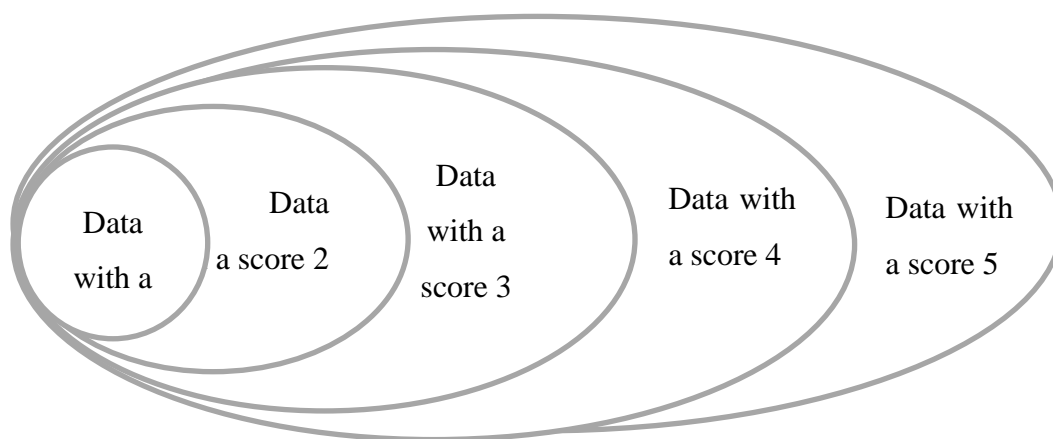 Data
with a
Data
a score 2
Data
with a
score 3
Data with
a score 4
Data with
a score 5